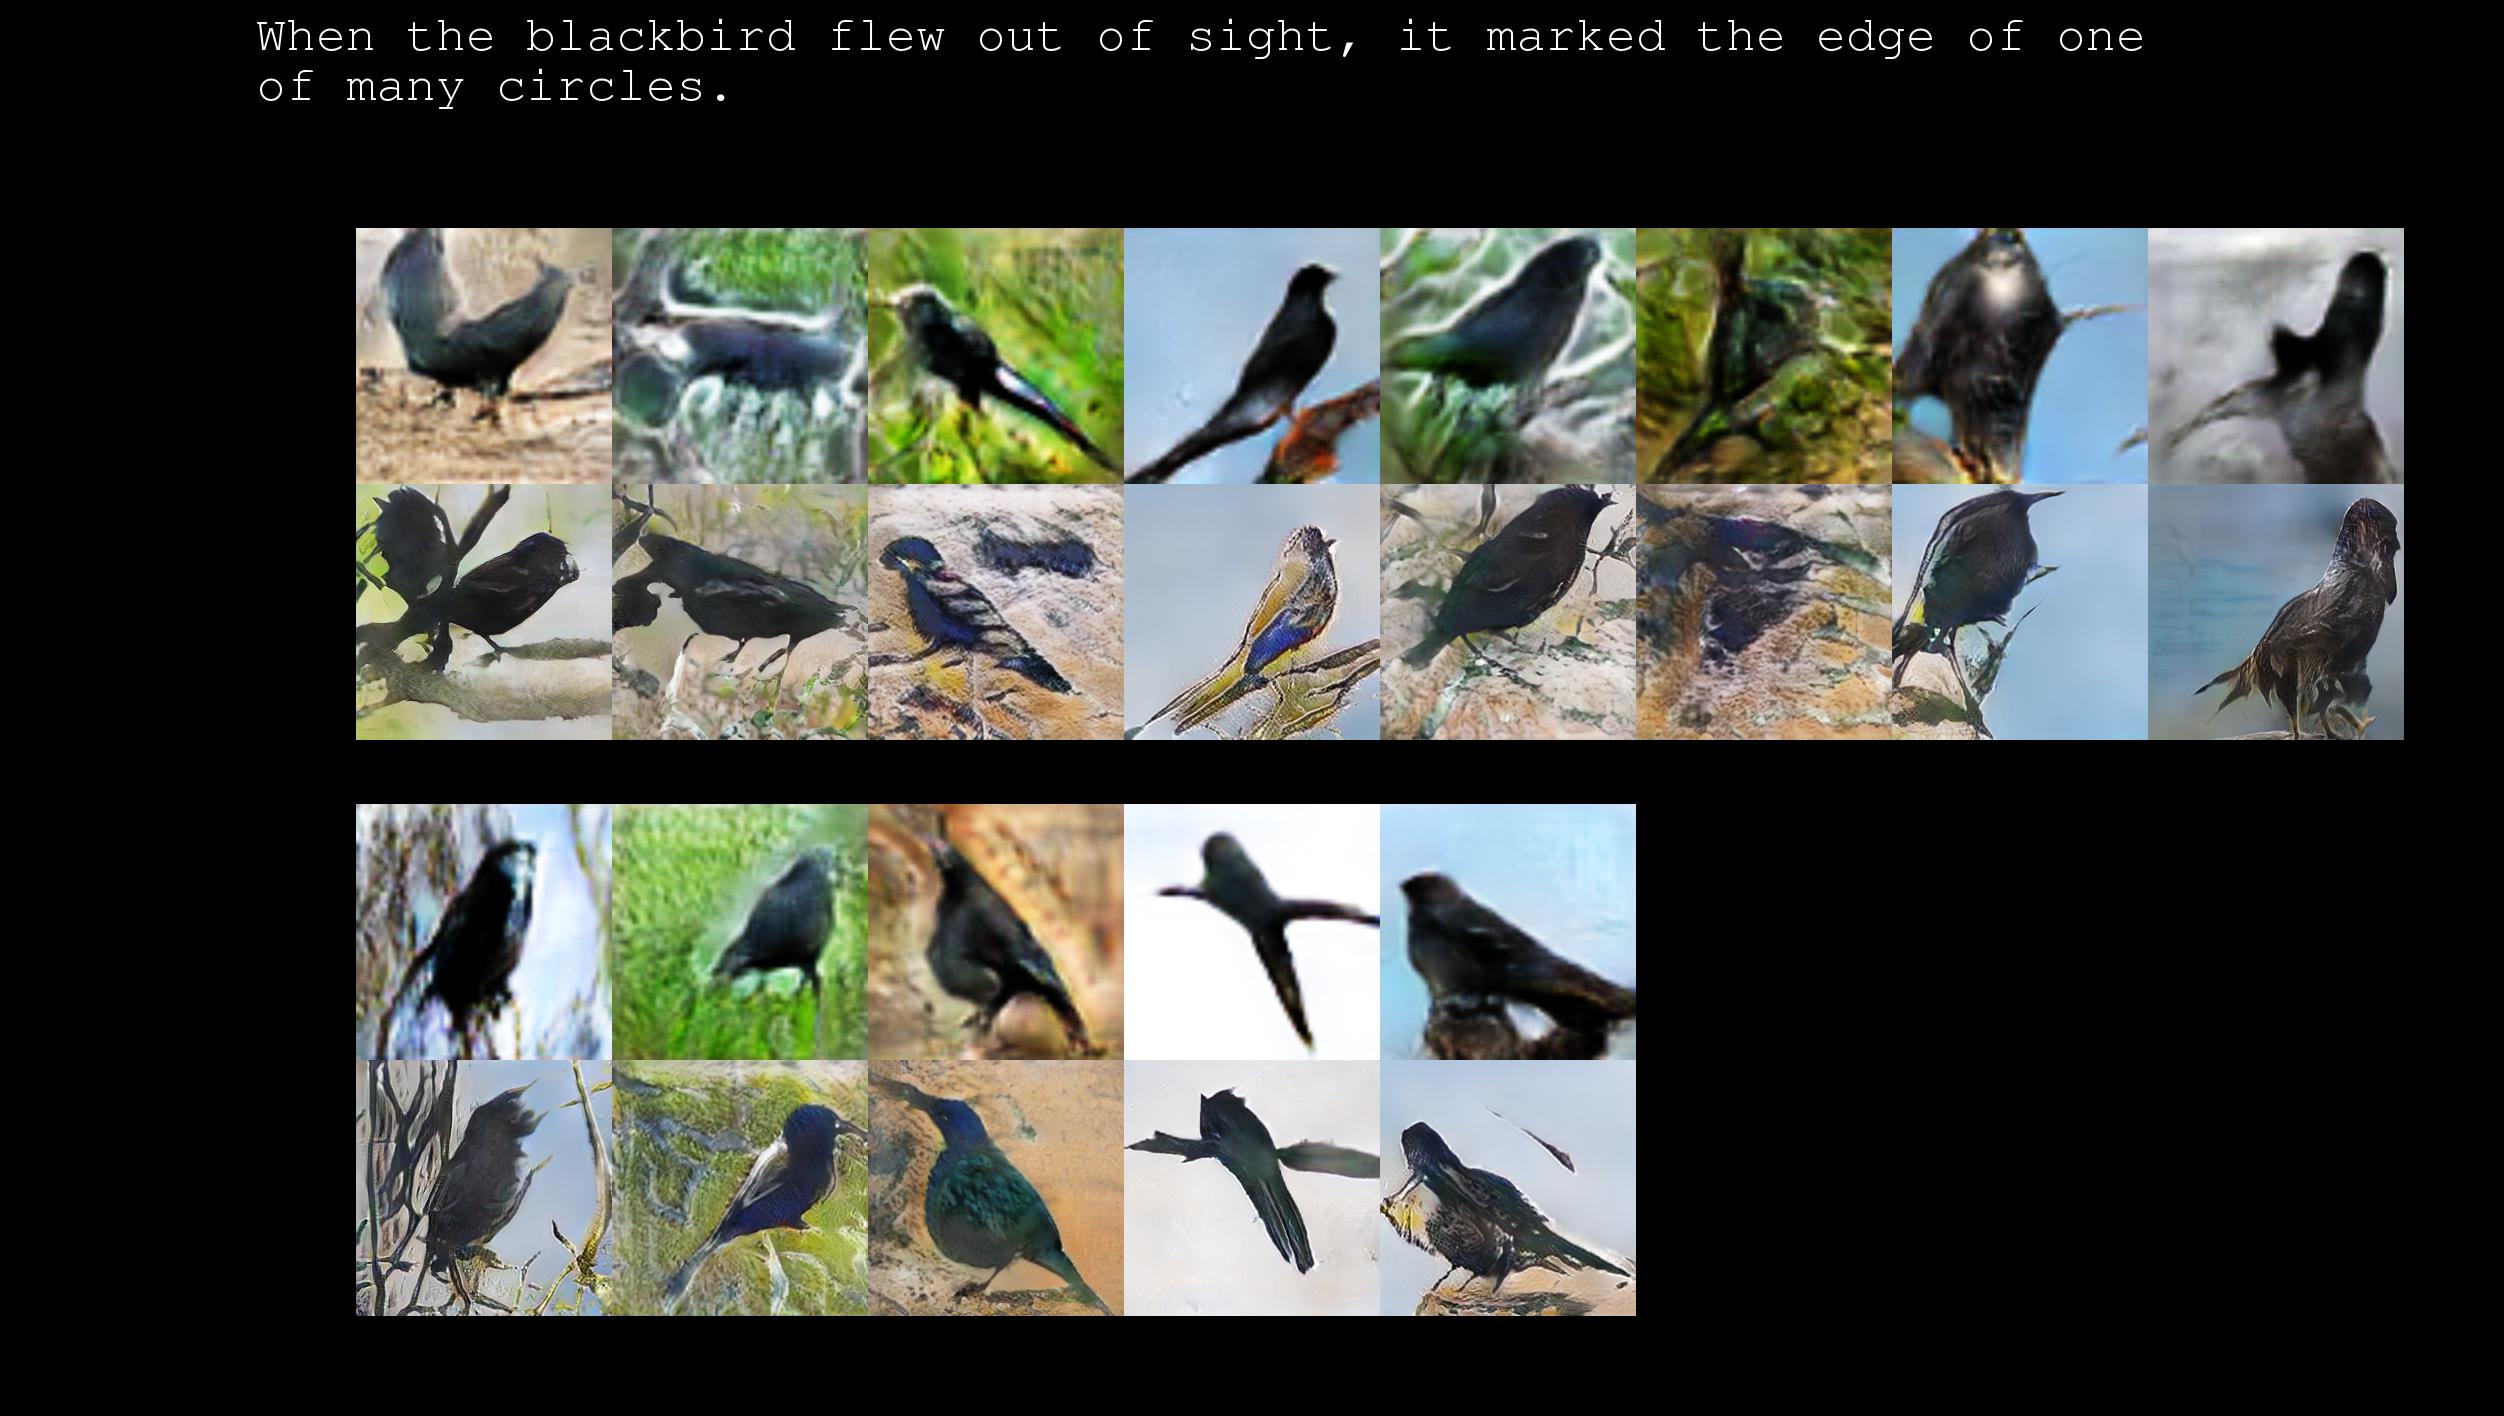 When the blackbird flew out of sight, it marked the edge of one
of many circles.